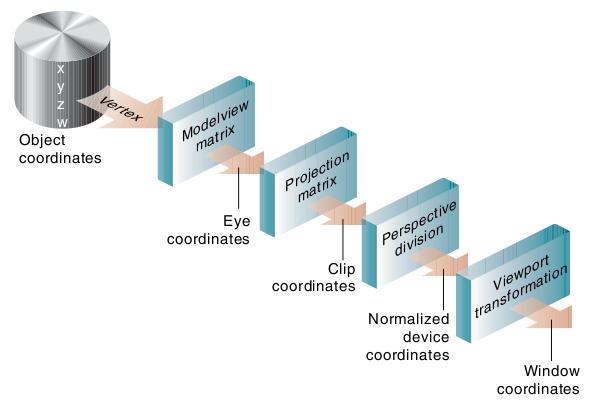 x
y
z
w
Vertex
Object
coordinates
Modelview
matrix
Eye
coordinates
Projection
matrix
Clip
coordinates
Perspective
division
Normalized
device
coordinates
Viewport
transformation
Window
coordinates